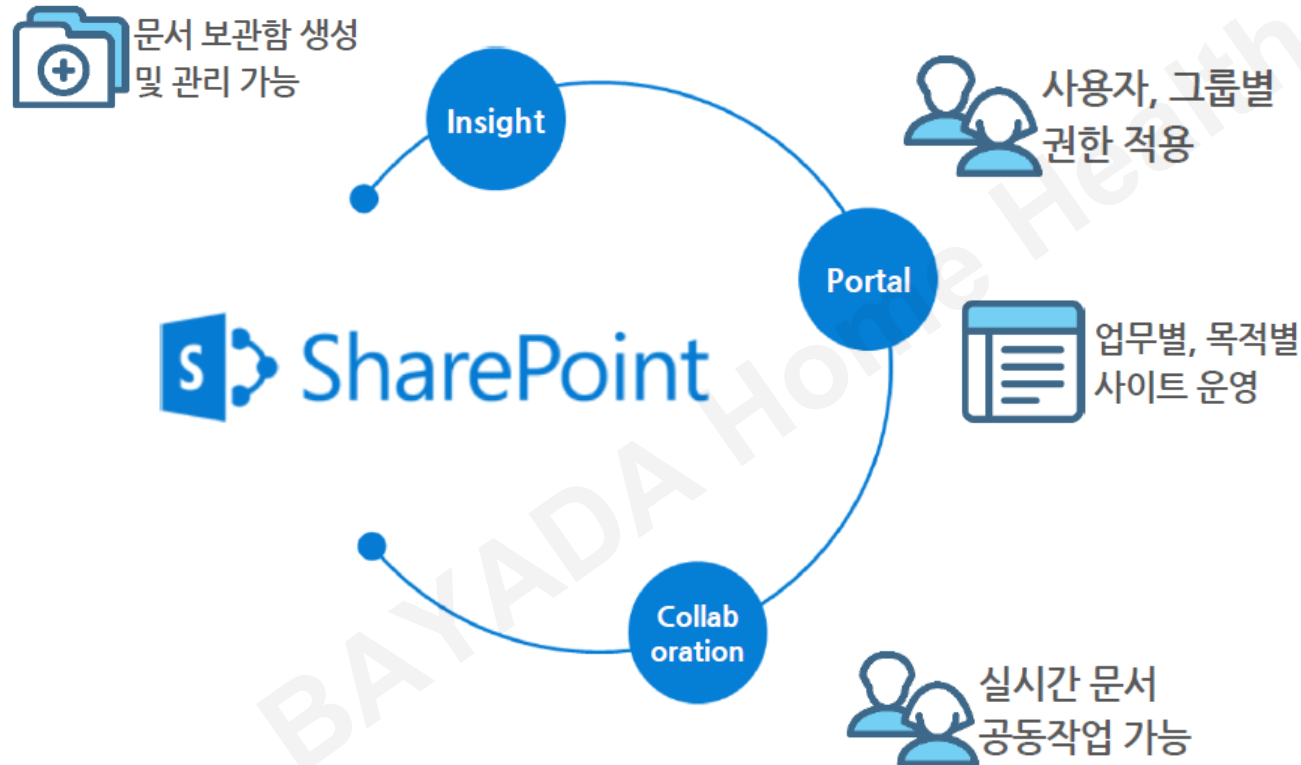 문서 보관함 생성
및 관리 가능
Insight
사용자, 그룹별
권한 적용
Portal
S SharePoint
업무별, 목적별
사이트 운영
Collab
oration
실시간 문서
공동작업 가능
BAYADA Home Health